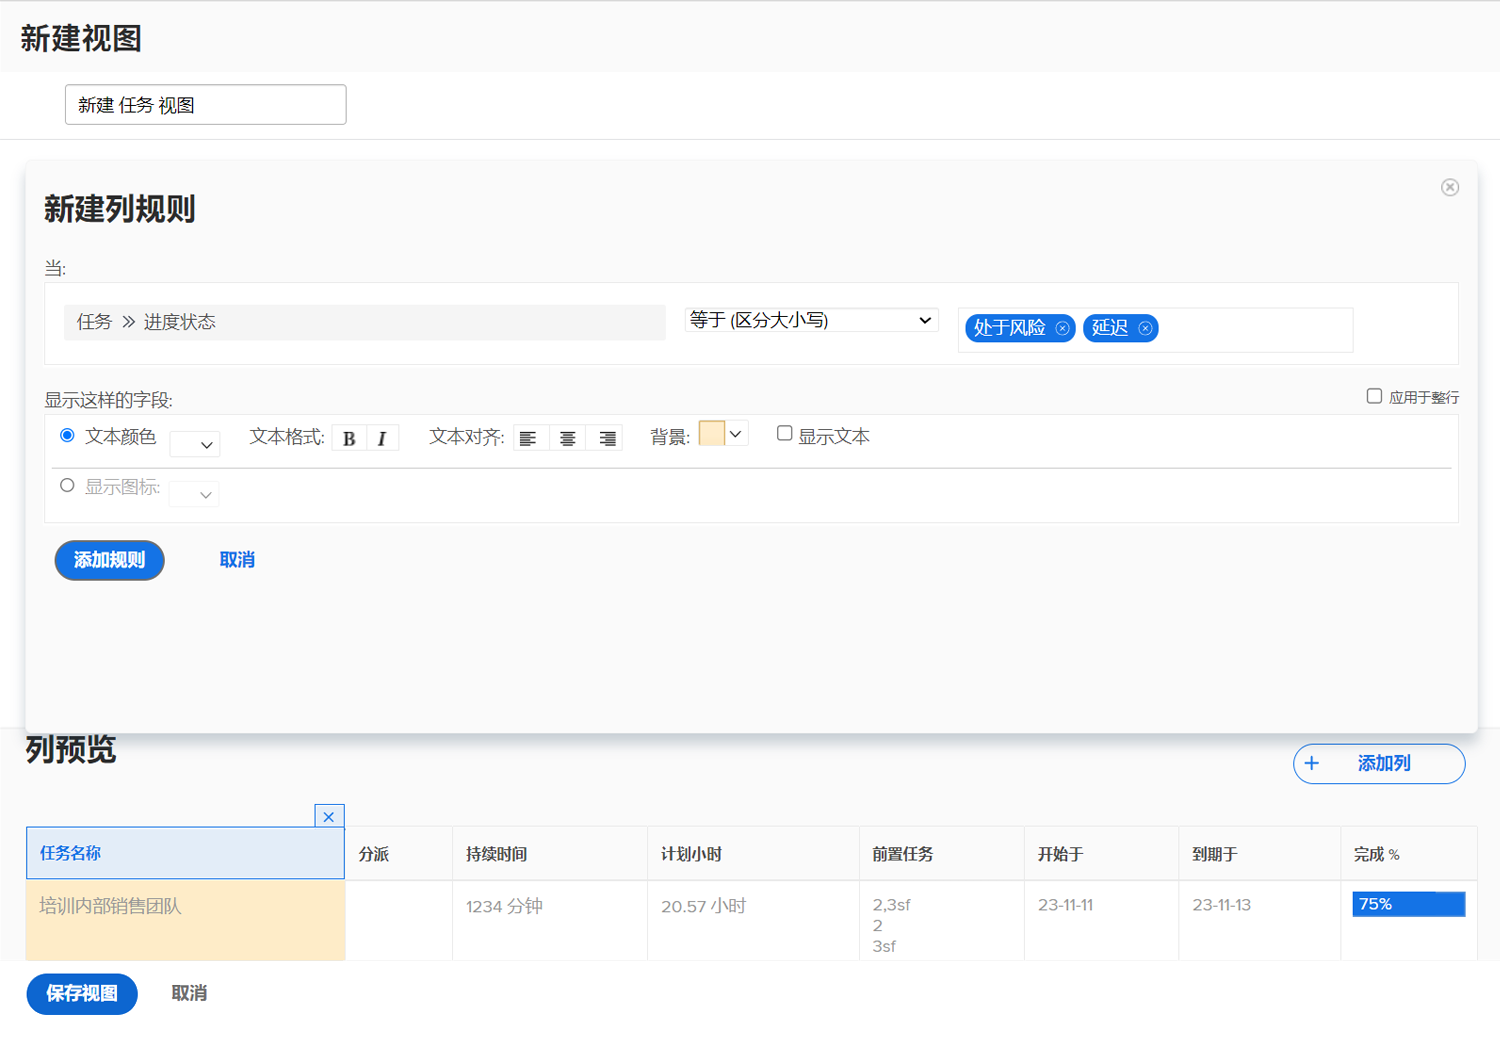 新建视图
新建 任务 视图
新建列规则
当:
任务 » 进度状态 等于 (区分大小写) 处于风险 延迟
显示这样的字段: 应用于整行
文本颜色 文本格式: B I 文本对齐: 背景: 显示文本
显示图标:
添加规则 取消
列预览
+ 添加列
任务名称 分派 持续时间 计划小时 前置任务 开始于 到期于 完成 %
培训内部销售团队 1234 分钟 20.57 小时 2,3sf 23-11-11 23-11-13 75%
2
3sf
保存视图 取消